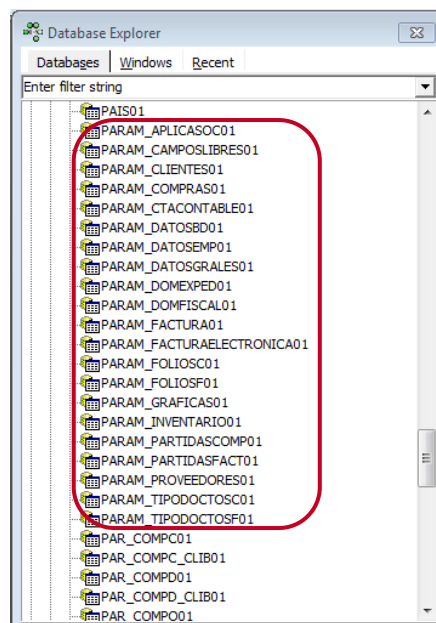 Database Explorer
Databases Windows Recent
Enter filter string
PAIS01
PARAM_APLICASOC01
PARAM_CAMPOSLIBRES01
PARAM_CLIENTES01
PARAM_COMPRAS01
PARAM_CTACONTABLE01
PARAM_DATOSBD01
PARAM_DATOSEMP01
PARAM_DATOSGRALES01
PARAM_DOMEXPED01
PARAM_DOMFISCAL01
PARAM_FACTURA01
PARAM_FACTURAELECTRONICA01
PARAM_FOLIOSC01
PARAM_FOLIOSF01
PARAM_GRAFICAS01
PARAM_INVENTARIO01
PARAM_PARTIDASCOMP01
PARAM_PARTIDASFACT01
PARAM_PROVEEDORES01
PARAM_TIPODOCTOSC01
PARAM_TIPODOCTOSF01
PAR_COMPC01
PAR_COMPC_CLIB01
PAR_COMPD01
PAR_COMPD_CLIB01
PAR_COMPO01